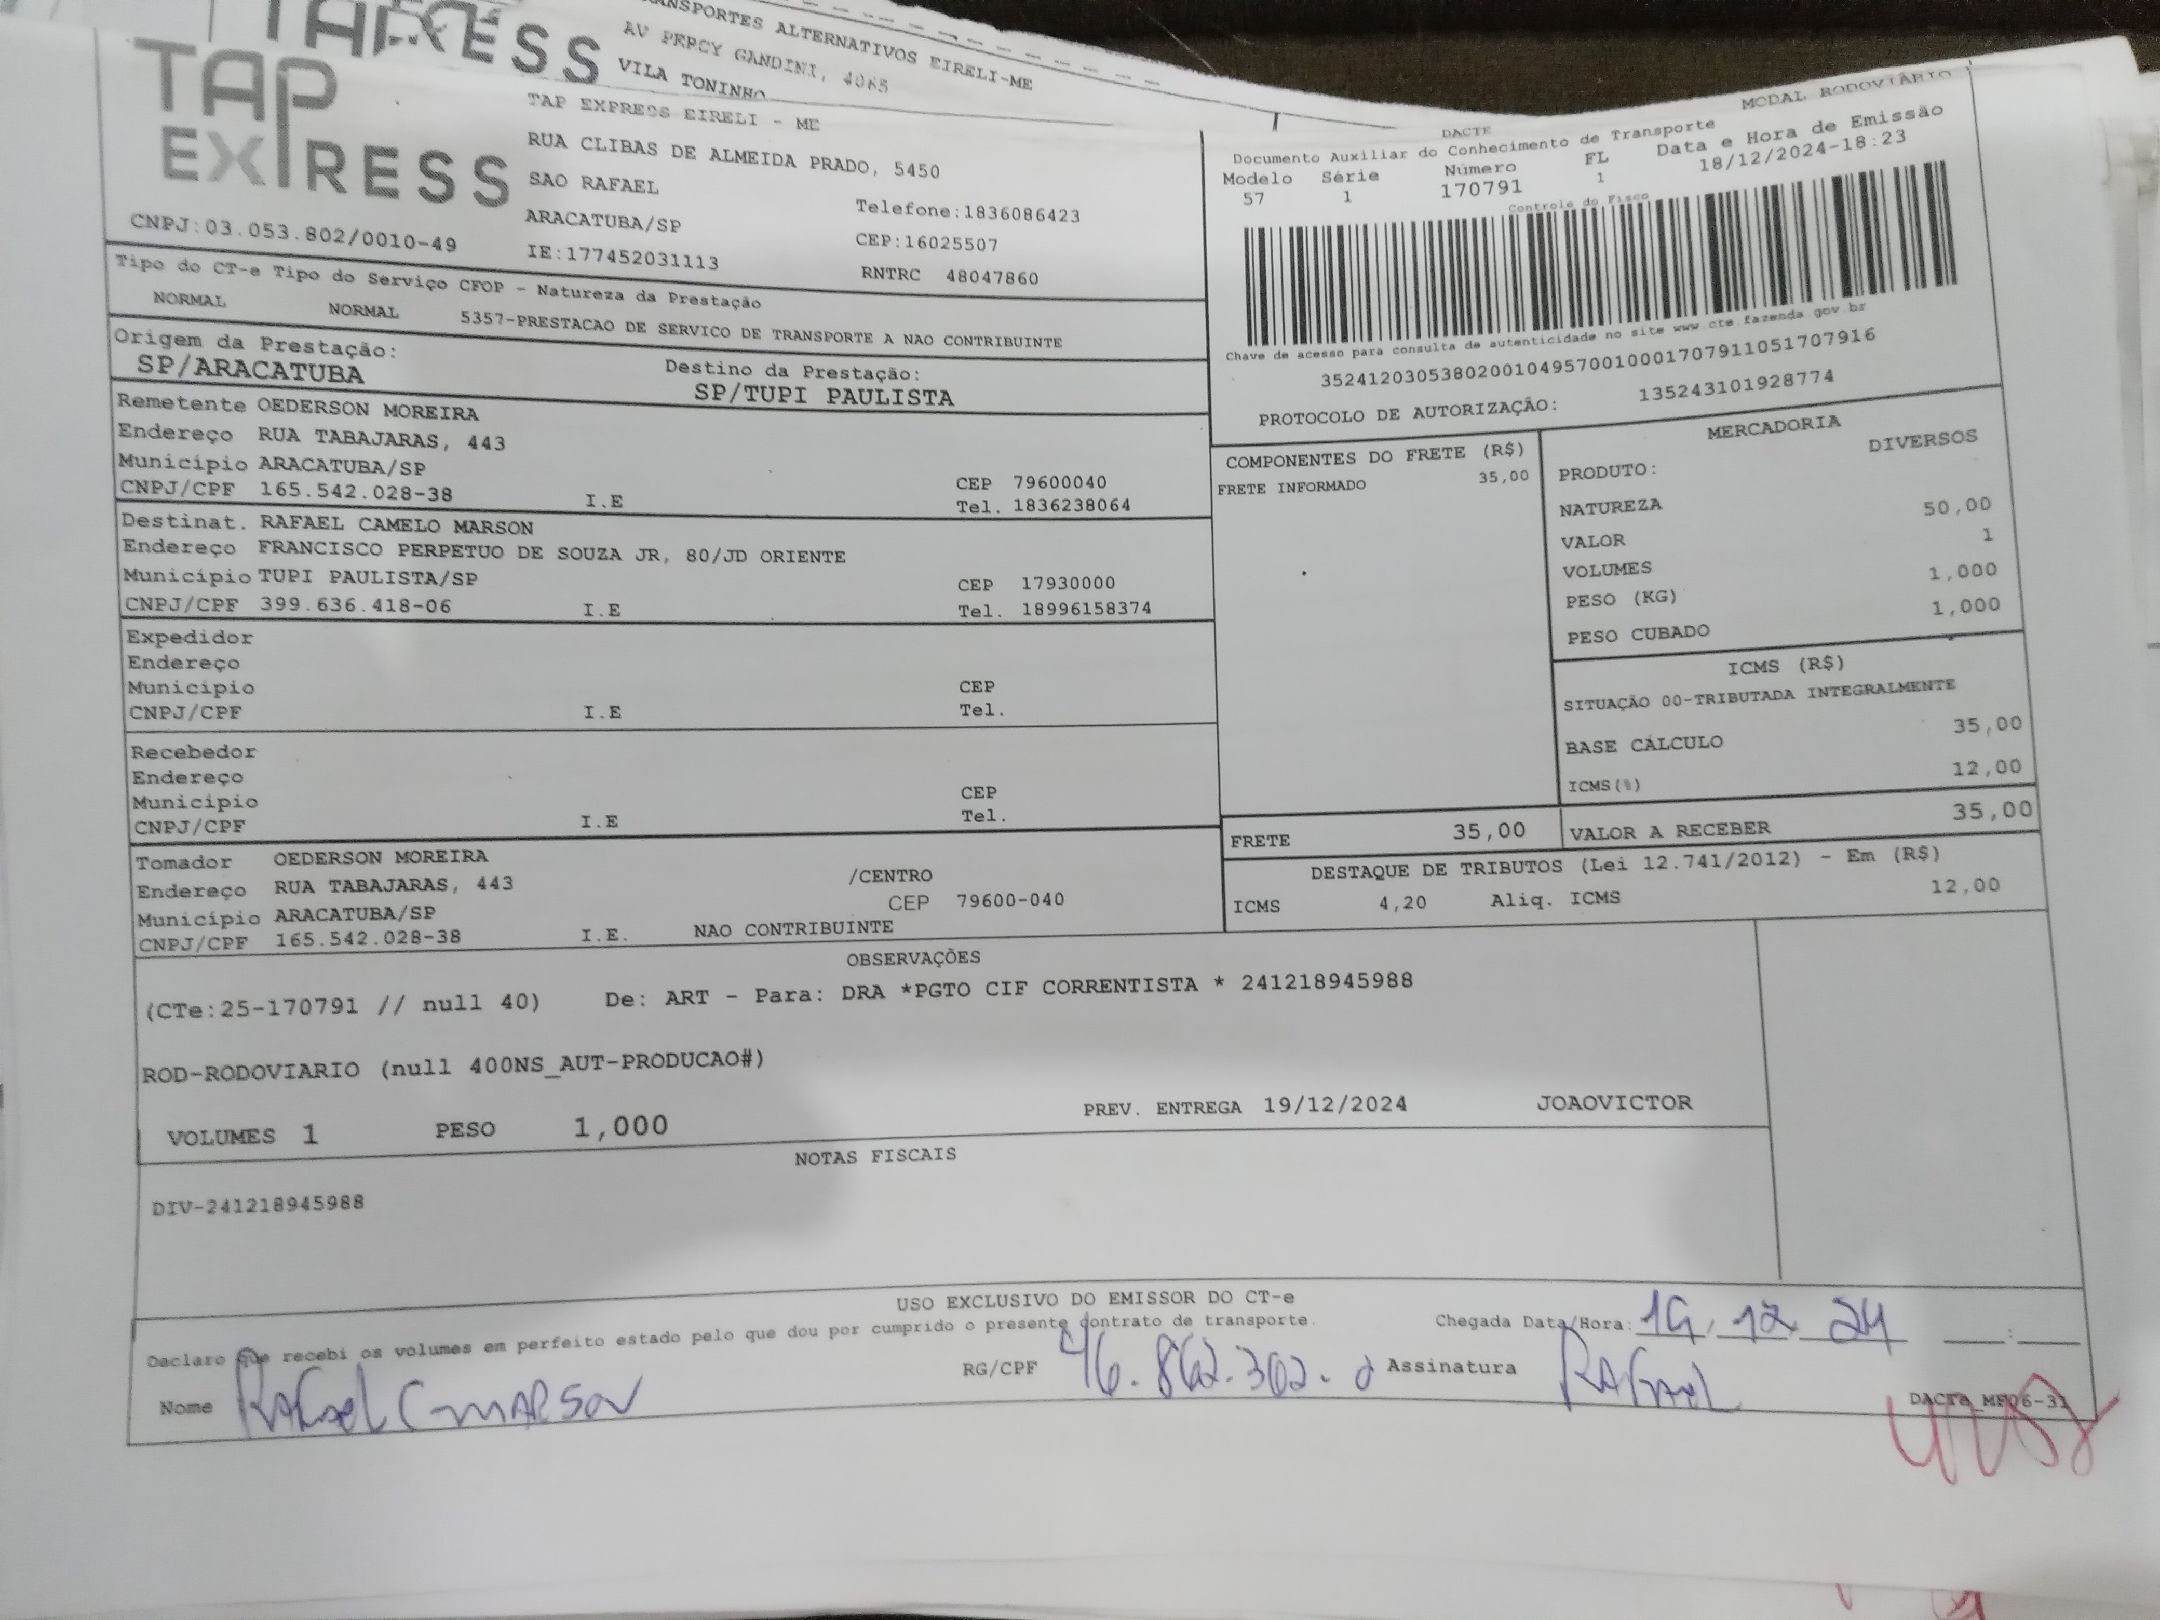 TRANSPORTES ALTERNATIVOS EIRELI-ME
AV PERCY GANDINI, 4065
VILA TONINHO
TAP
EXPRESS
CNPJ:03.053.802/0010-49
TAP EXPRESS EIRELI - ME
RUA CLIBAS DE ALMEIDA PRADO, 5450
SAO RAFAEL
ARACATUBA/SP
IE:177452031113
Telefone:1836086423
CEP:16025507
RNTRC 48047860
MODAL RODOVIÁRIO
DACTE
Documento Auxiliar do Conhecimento de Transporte
Modelo Série Número FL Data e Hora de Emissão
57 1 170791 1 18/12/2024-18:23
Controle do Fisco
Chave de acesso para consulta de autenticidade no site www.cte.fazenda.gov.br
35241203053802001049570010001707911051707916
PROTOCOLO DE AUTORIZAÇÃO: 135243101928774
Tipo do CT-e Tipo do Serviço CFOP - Natureza da Prestação
NORMAL NORMAL 5357-PRESTACAO DE SERVICO DE TRANSPORTE A NAO CONTRIBUINTE
Origem da Prestação: Destino da Prestação:
SP/ARACATUBA SP/TUPI PAULISTA
Remetente OEDERSON MOREIRA
Endereço RUA TABAJARAS, 443
Município ARACATUBA/SP CEP 79600040
CNPJ/CPF 165.542.028-38 I.E Tel. 1836238064
Destinat. RAFAEL CAMELO MARSON
Endereço FRANCISCO PERPETUO DE SOUZA JR, 80/JD ORIENTE
Município TUPI PAULISTA/SP CEP 17930000
CNPJ/CPF 399.636.418-06 I.E Tel. 18996158374
Expedidor
Endereço
Município CEP
CNPJ/CPF I.E Tel.
Recebedor
Endereço
Município CEP
CNPJ/CPF I.E Tel.
Tomador OEDERSON MOREIRA
Endereço RUA TABAJARAS, 443 /CENTRO
Município ARACATUBA/SP CEP 79600-040
CNPJ/CPF 165.542.028-38 I.E. NAO CONTRIBUINTE
COMPONENTES DO FRETE (R$)
FRETE INFORMADO 35,00
MERCADORIA
PRODUTO: DIVERSOS
NATUREZA
VALOR 50,00
VOLUMES 1
PESO (KG) 1,000
PESO CUBADO 1,000
ICMS (R$)
SITUAÇÃO 00-TRIBUTADA INTEGRALMENTE
BASE CÁLCULO 35,00
ICMS(%) 12,00
FRETE 35,00 VALOR A RECEBER 35,00
DESTAQUE DE TRIBUTOS (Lei 12.741/2012) - Em (R$)
ICMS 4,20 Aliq. ICMS 12,00
OBSERVAÇÕES
(CTe:25-170791 // null 40) De: ART - Para: DRA *PGTO CIF CORRENTISTA * 241218945988
ROD-RODOVIARIO (null 400NS_AUT-PRODUCAO#)
VOLUMES 1 PESO 1,000 PREV. ENTREGA 19/12/2024 JOAOVICTOR
NOTAS FISCAIS
DIV-241218945988
USO EXCLUSIVO DO EMISSOR DO CT-e
Declaro que recebi os volumes em perfeito estado pelo que dou por cumprido o presente contrato de transporte.
Chegada Data/Hora: 19 12 24 :
Nome Rafael C MARSON RG/CPF 46.862.302. Assinatura RAFAEL